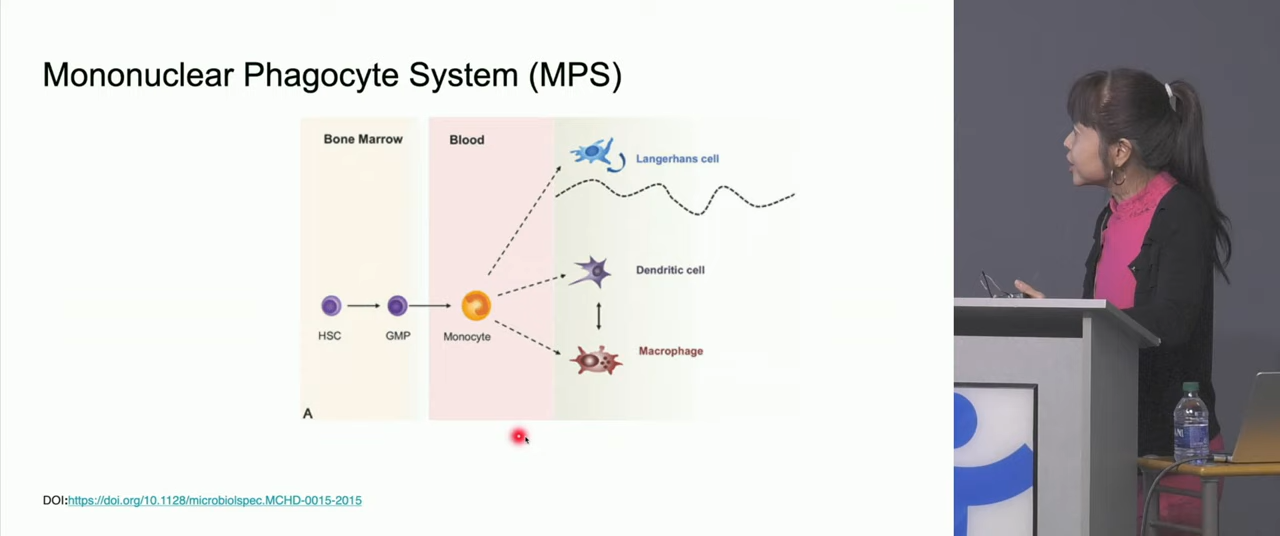 Mononuclear Phagocyte System (MPS)
Bone Marrow
Blood
Langerhans cell
Dendritic cell
HSC
GMP
Monocyte
Macrophage
A
DOI:https://doi.org/10.1128/microbiolspec.MCHD-0015-2015